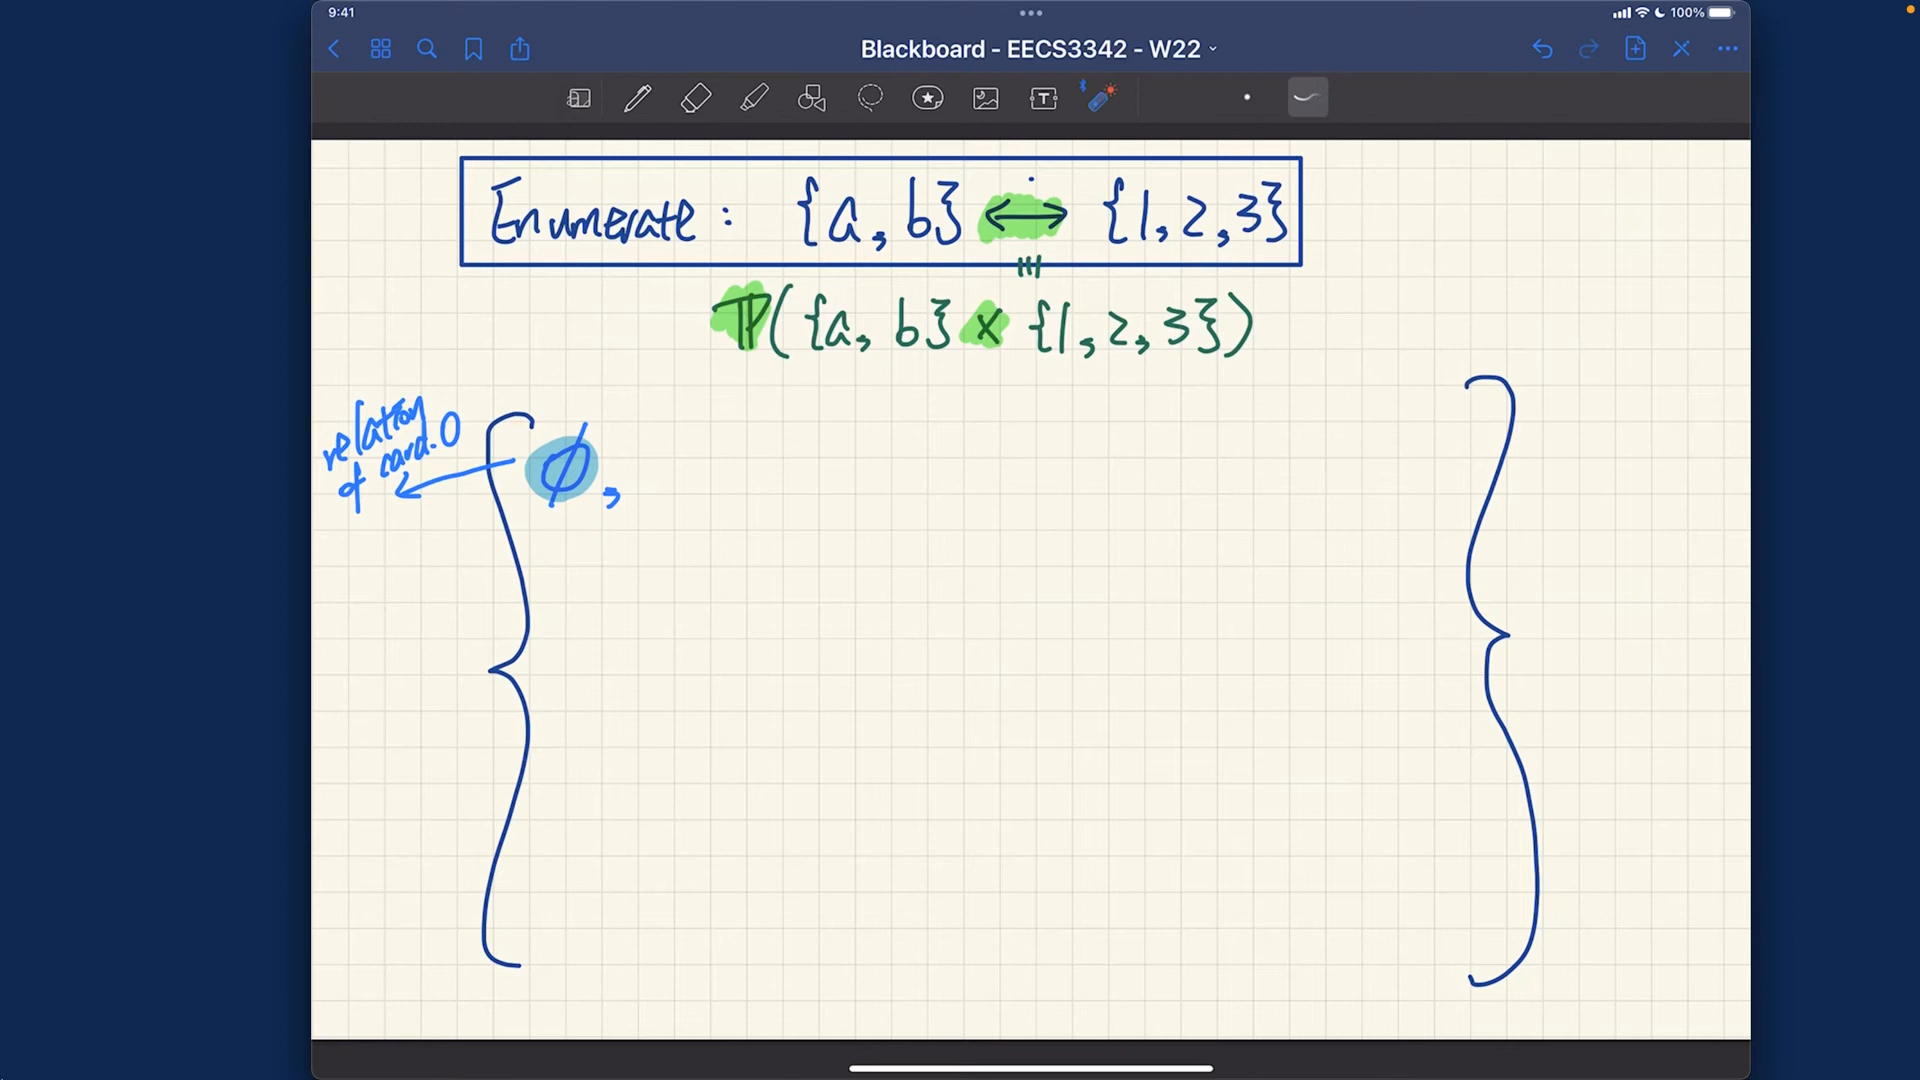 9:41
100%
Blackboard - EECS3342 - W22
Enumerate : {a, b} ↔ {1, 2, 3}
≡
ℙ({a, b} × {1, 2, 3})
relation
of card. 0
{ ∅, }